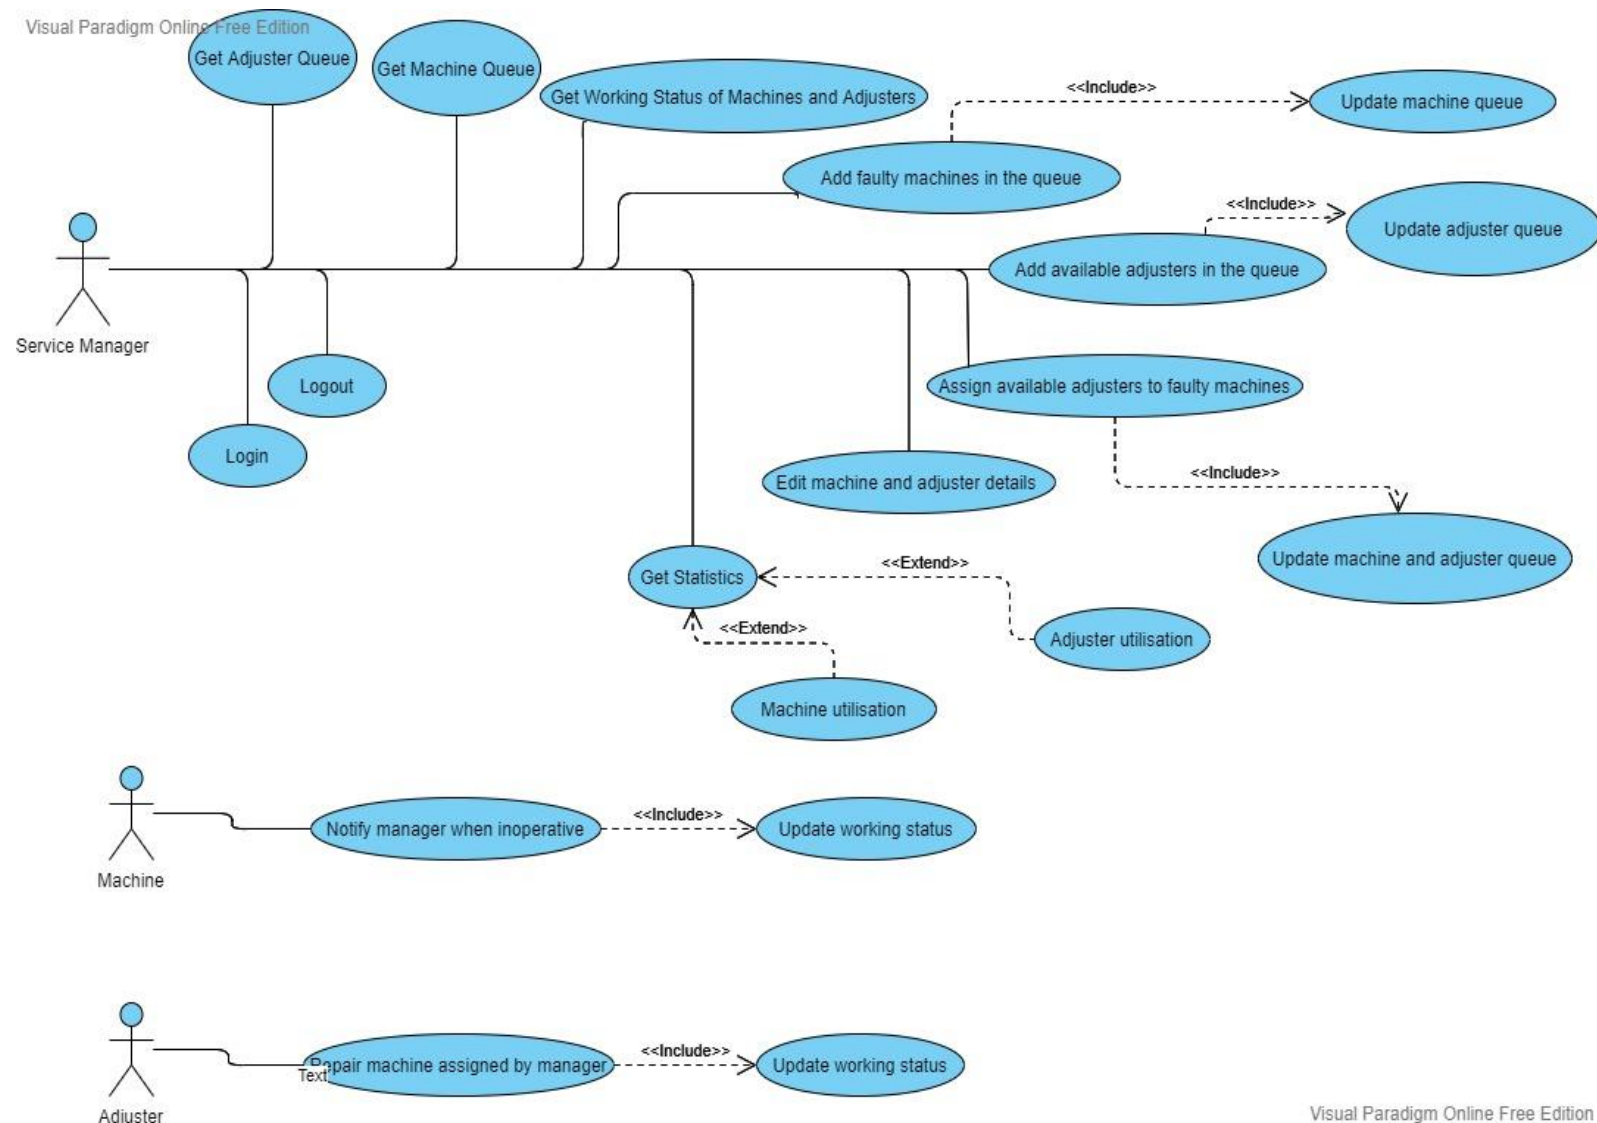 Visual Paradigm Online Free Edition
Get Adjuster Queue
Get Machine Queue
Get Working Status of Machines and Adjusters
<<Include>>
Update machine queue
Add faulty machines in the queue
<<Include>>
Update adjuster queue
Add available adjusters in the queue
Service Manager
Logout
Assign available adjusters to faulty machines
Login
<<Include>>
Edit machine and adjuster details
Update machine and adjuster queue
<<Extend>>
Get Statistics
<<Extend>>
Adjuster utilisation
Machine utilisation
<<Include>>
Notify manager when inoperative
Update working status
Machine
<<Include>>
Repair machine assigned by manager
Text
Update working status
Adjuster
Visual Paradigm Online Free Edition